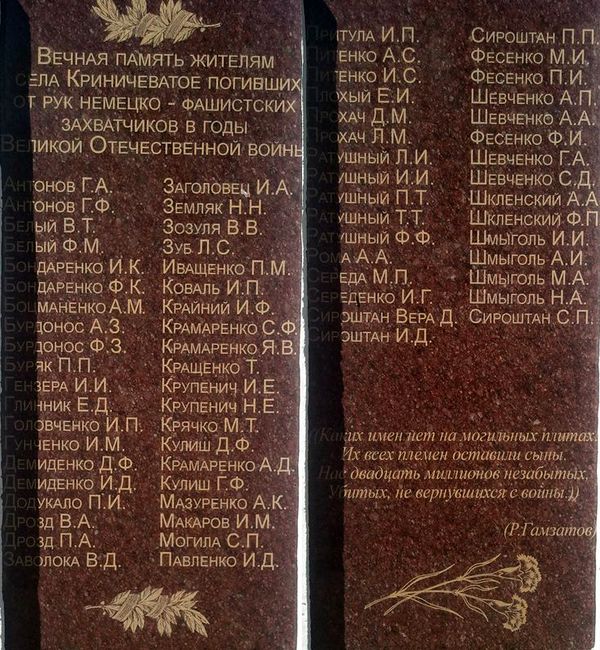 Вечная память жителям
села Криничеватое погибших
от рук немецко - фашистских
захватчиков в годы
Великой Отечественной войны
Антонов Г.А.
Антонов Г.Ф.
Белый В.Т.
Белый Ф.М.
Бондаренко И.К.
Бондаренко Ф.К.
Боцманенко А.М.
Бурдонос А.З.
Бурдонос Ф.З.
Буряк П.П.
Гензера И.И.
Глинник Е.Д.
Головченко И.П.
Гунченко И.М.
Демиденко Д.Ф.
Демиденко И.Д.
Додукало П.И.
Дрозд В.А.
Дрозд П.А.
Заволока В.Д.
Заголовец И.А.
Земляк Н.Н.
Зозуля В.В.
Зуб Л.С.
Иващенко П.М.
Коваль И.П.
Крайний И.Ф.
Крамаренко С.Ф.
Крамаренко Я.В.
Кращенко Т.
Крупенич И.Е.
Крупенич Н.Е.
Крячко М.Т.
Кулиш Д.Ф.
Крамаренко А.Д.
Кулиш Г.Ф.
Мазуренко А.К.
Макаров И.М.
Могила С.П.
Павленко И.Д.
Притула И.П.
Питенко А.С.
Питенко И.С.
Плохый Е.И.
Прохач Д.М.
Прохач Л.М.
Ратушный Л.И.
Ратушный И.И.
Ратушный П.Т.
Ратушный Т.Т.
Ратушный Ф.Ф.
Рома А.А.
Середа М.П.
Середенко И.Г.
Сироштан Вера Д.
Сироштан И.Д.
Сироштан П.П.
Фесенко М.И.
Фесенко П.И.
Шевченко А.П.
Шевченко А.А.
Фесенко Ф.И.
Шевченко Г.А.
Шевченко С.Д.
Шкленский А.А.
Шкленский Ф.П.
Шмыголь И.И.
Шмыголь А.И.
Шмыголь М.А.
Шмыголь Н.А.
Сироштан С.П.
((Каких имен нет на могильных плитах.
Их всех племен оставили сыны.
Нас двадцать миллионов незабытых,
Убитых, не вернувшихся с войны.))
(Р.Гамзатов)